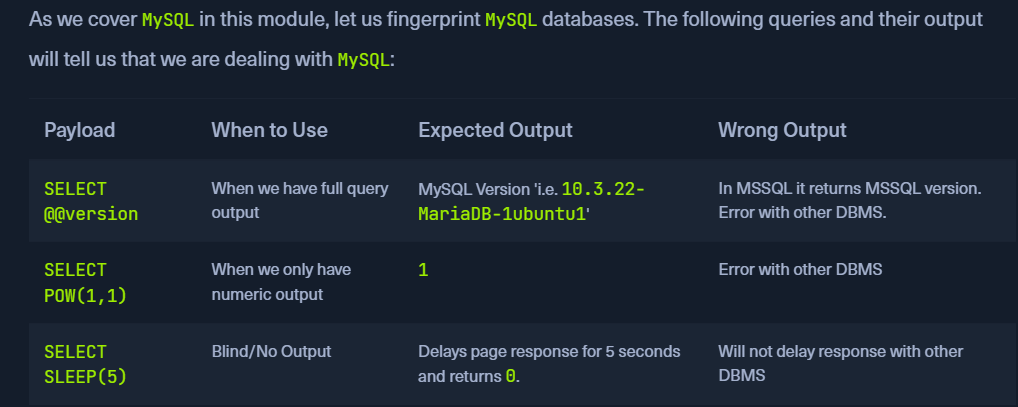 As we cover MySQL in this module, let us fingerprint MySQL databases. The following queries and their output
will tell us that we are dealing with MySQL:
Payload When to Use Expected Output Wrong Output
SELECT @@version
When we have full query output
MySQL Version 'i.e. 10.3.22-MariaDB-1ubuntu1'
In MSSQL it returns MSSQL version. Error with other DBMS.
SELECT POW(1,1)
When we only have numeric output
1
Error with other DBMS
SELECT SLEEP(5)
Blind/No Output
Delays page response for 5 seconds and returns 0.
Will not delay response with other DBMS